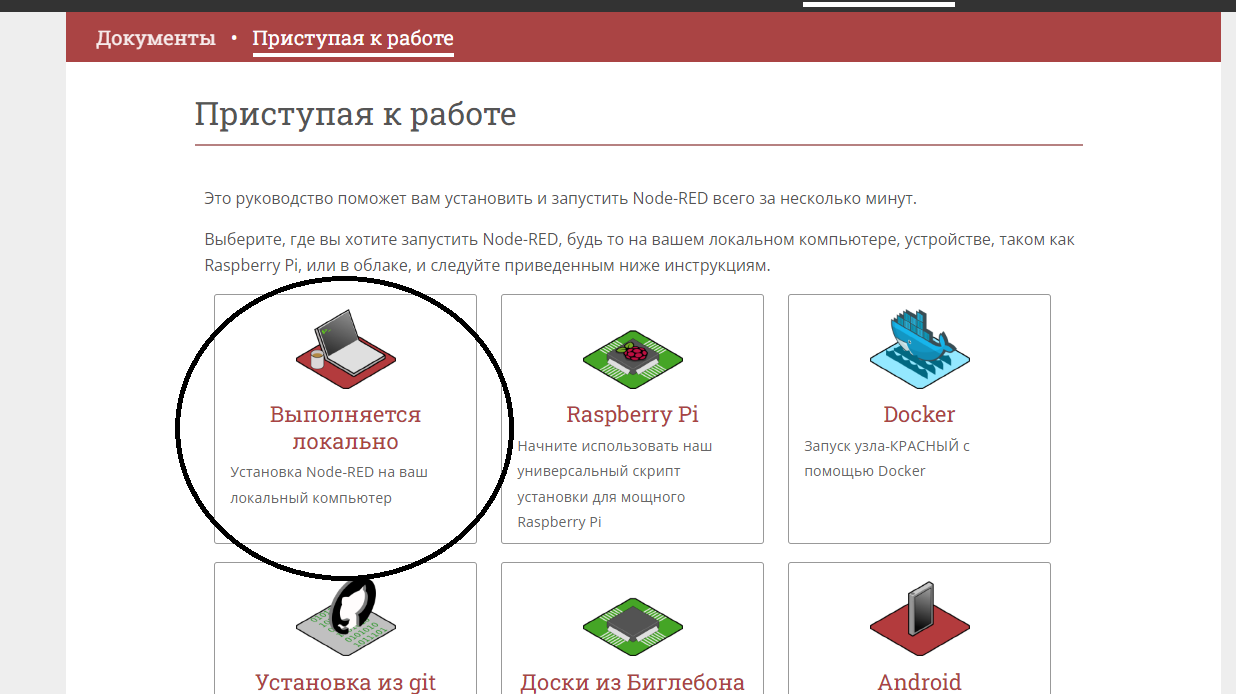 Документы • Приступая к работе
Приступая к работе
Это руководство поможет вам установить и запустить Node-RED всего за несколько минут.
Выберите, где вы хотите запустить Node-RED, будь то на вашем локальном компьютере, устройстве, таком как
Raspberry Pi, или в облаке, и следуйте приведенным ниже инструкциям.
Выполняется
локально
Установка Node-RED на ваш
локальный компьютер
Raspberry Pi
Начните использовать наш
универсальный скрипт
установки для мощного
Raspberry Pi
Docker
Запуск узла-КРАСНЫЙ с
помощью Docker
Установка из git
Доски из Биглебона
Android